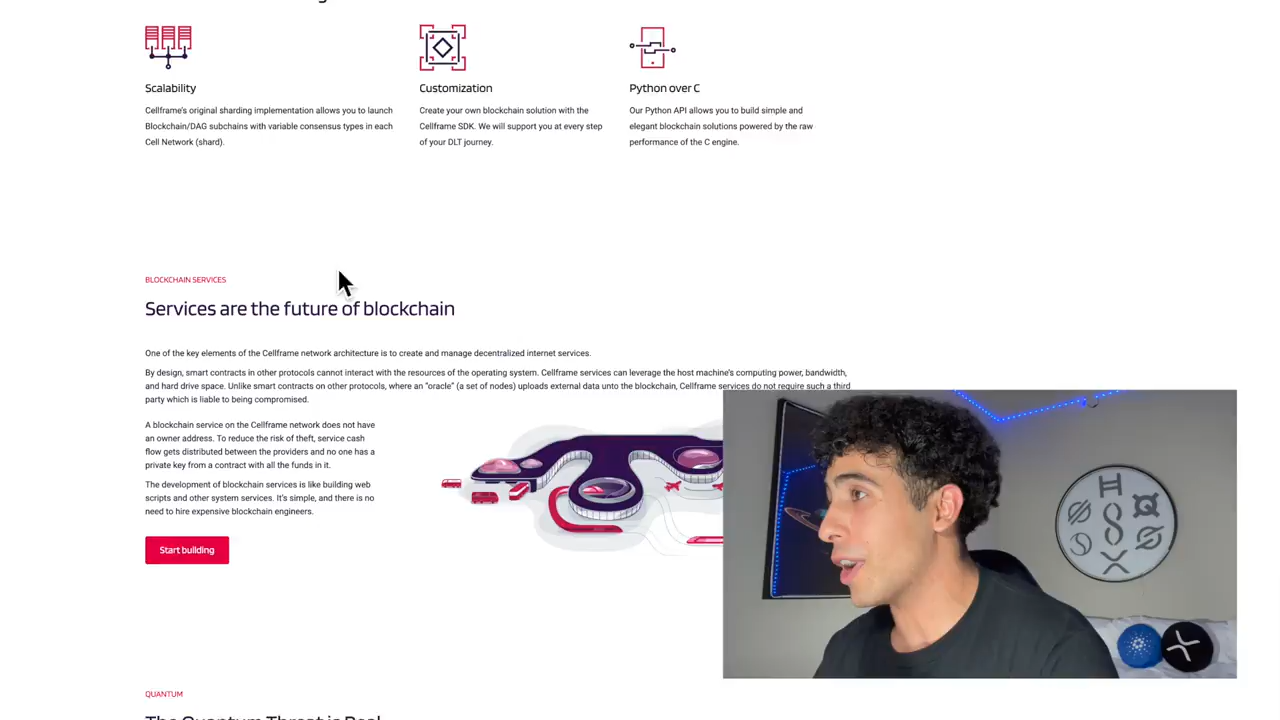 Scalability
Customization
Python over C
Cellframe's original sharding implementation allows you to launch
Blockchain/DAG subchains with variable consensus types in each
Cell Network (shard).
Create your own blockchain solution with the
Cellframe SDK. We will support you at every step
of your DLT journey.
Our Python API allows you to build simple and
elegant blockchain solutions powered by the raw
performance of the C engine.
BLOCKCHAIN SERVICES
Services are the future of blockchain
One of the key elements of the Cellframe network architecture is to create and manage decentralized internet services.
By design, smart contracts in other protocols cannot interact with the resources of the operating system. Cellframe services can leverage the host machine's computing power, bandwidth,
and hard drive space. Unlike smart contracts on other protocols, where an "oracle" (a set of nodes) uploads external data unto the blockchain, Cellframe services do not require such a third
party which is liable to being compromised.
A blockchain service on the Cellframe network does not have
an owner address. To reduce the risk of theft, service cash
flow gets distributed between the providers and no one has a
private key from a contract with all the funds in it.
The development of blockchain services is like building web
scripts and other system services. It's simple, and there is no
need to hire expensive blockchain engineers.
Start building
QUANTUM
The Quantum Threat is Real